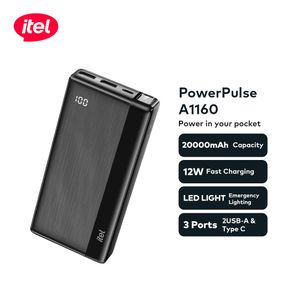 itel
PowerPulse
A1160
Power in your pocket
20000mAh Capacity
12W Fast Charging
LED LIGHT Emergency
Lighting
3 Ports 2USB-A &
Type C
100
itel